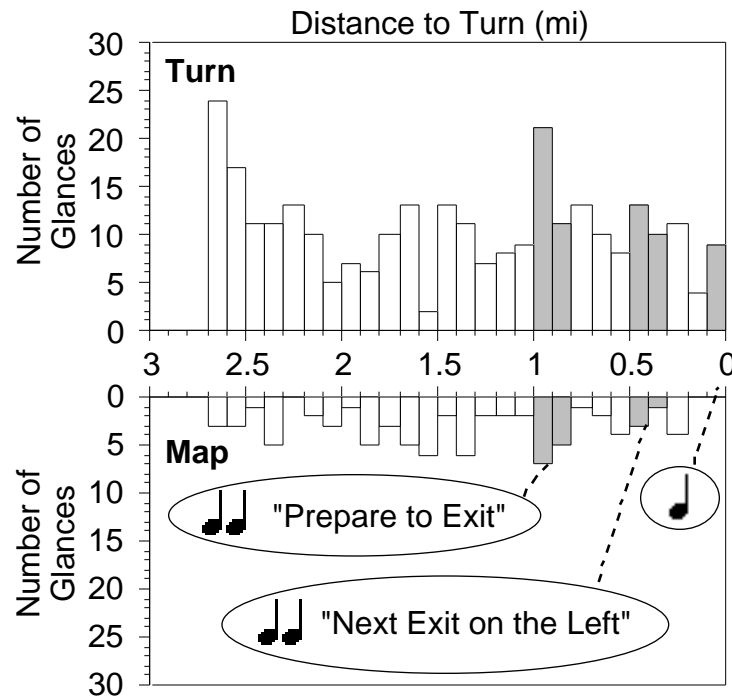 Distance to Turn (mi)
Turn
Number of
Glances
30
25
20
15
10
5
0
3 2.5 2 1.5 1 0.5 0
Map
Number of
Glances
0
5
10
15
20
25
30
"Prepare to Exit"
"Next Exit on the Left"